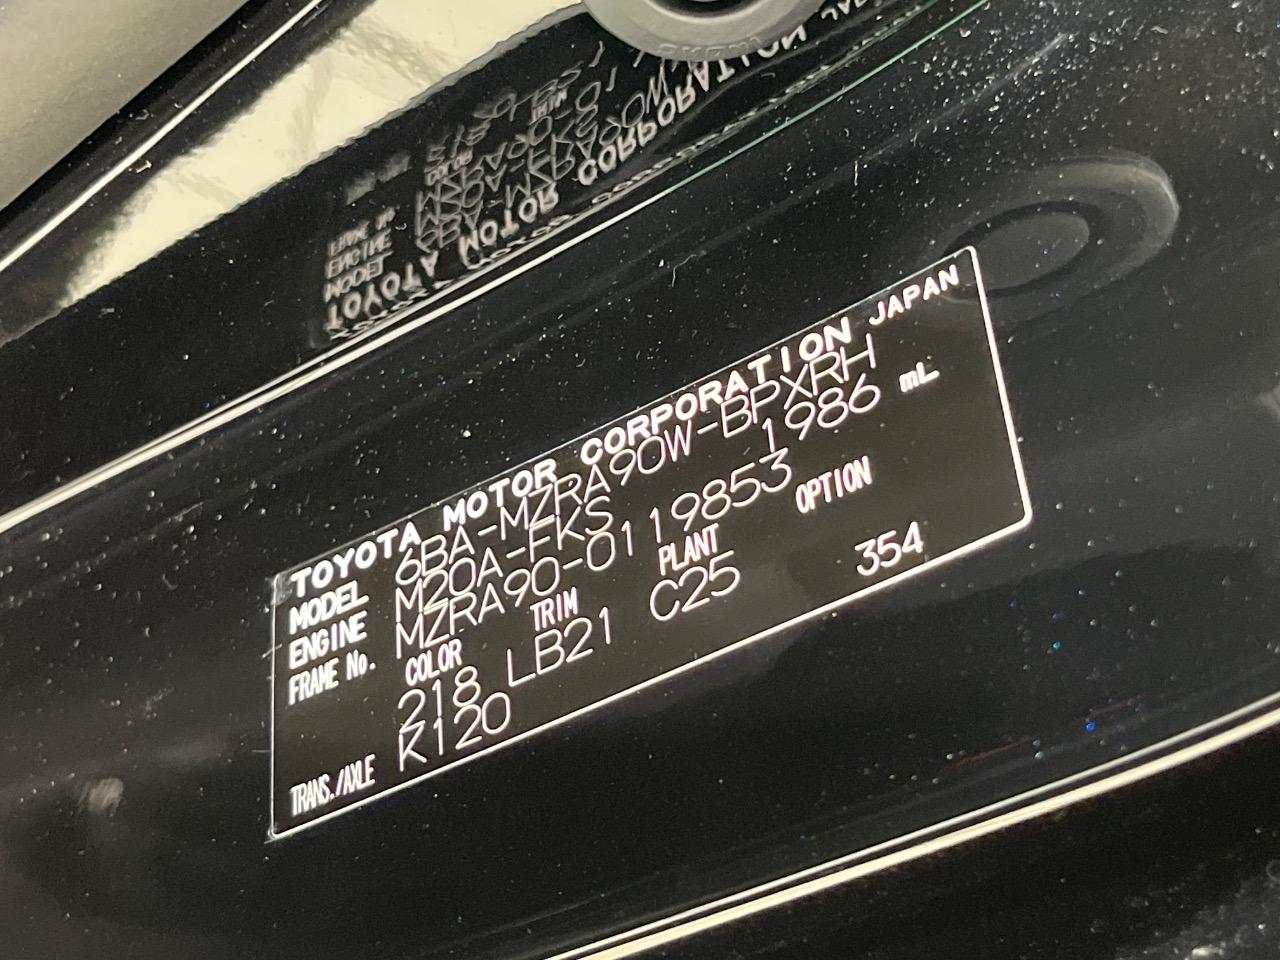 TOYOTA MOTOR CORPORATION JAPAN
MODEL 6BA-MZRA90W-BPXRH
ENGINE M20A-FKS 1986 mL
FRAME No. MZRA90-0119853
COLOR TRIM PLANT OPTION
218 LB21 C25 354
TRANS./AXLE K120